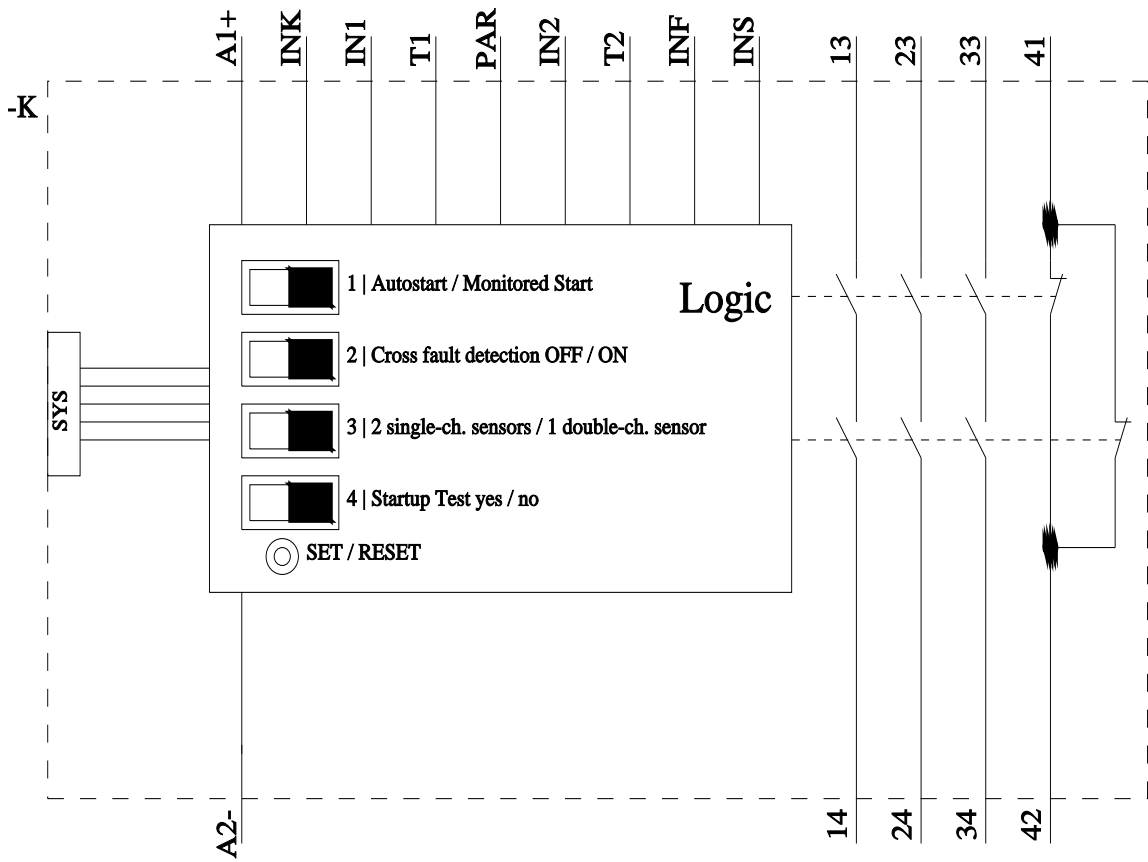 A1+
INK
IN1
T1
PAR
IN2
T2
INF
INS
13
23
33
41
-K
1 | Autostart / Monitored Start
Logic
2 | Cross fault detection OFF / ON
SYS
3 | 2 single-ch. sensors / 1 double-ch. sensor
4 | Startup Test yes / no
SET / RESET
A2-
14
24
34
42